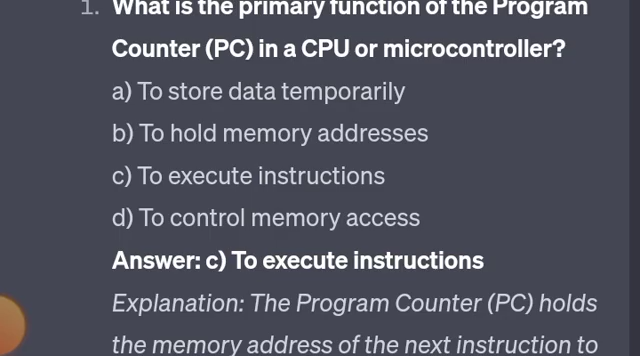 1. What is the primary function of the Program
Counter (PC) in a CPU or microcontroller?
a) To store data temporarily
b) To hold memory addresses
c) To execute instructions
d) To control memory access
Answer: c) To execute instructions
Explanation: The Program Counter (PC) holds
the memory address of the next instruction to